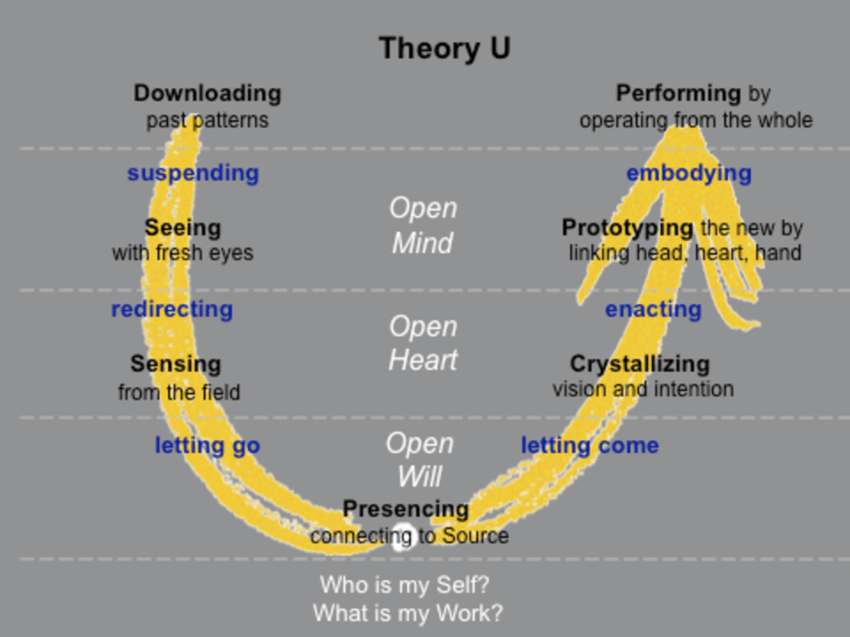 Theory U
Downloading
past patterns
Performing by
operating from the whole
suspending
embodying
Open
Mind
Seeing
with fresh eyes
Prototyping the new by
linking head, heart, hand
redirecting
enacting
Open
Heart
Sensing
from the field
Crystallizing
vision and intention
letting go
Open
Will
letting come
Presencing
connecting to Source
Who is my Self?
What is my Work?